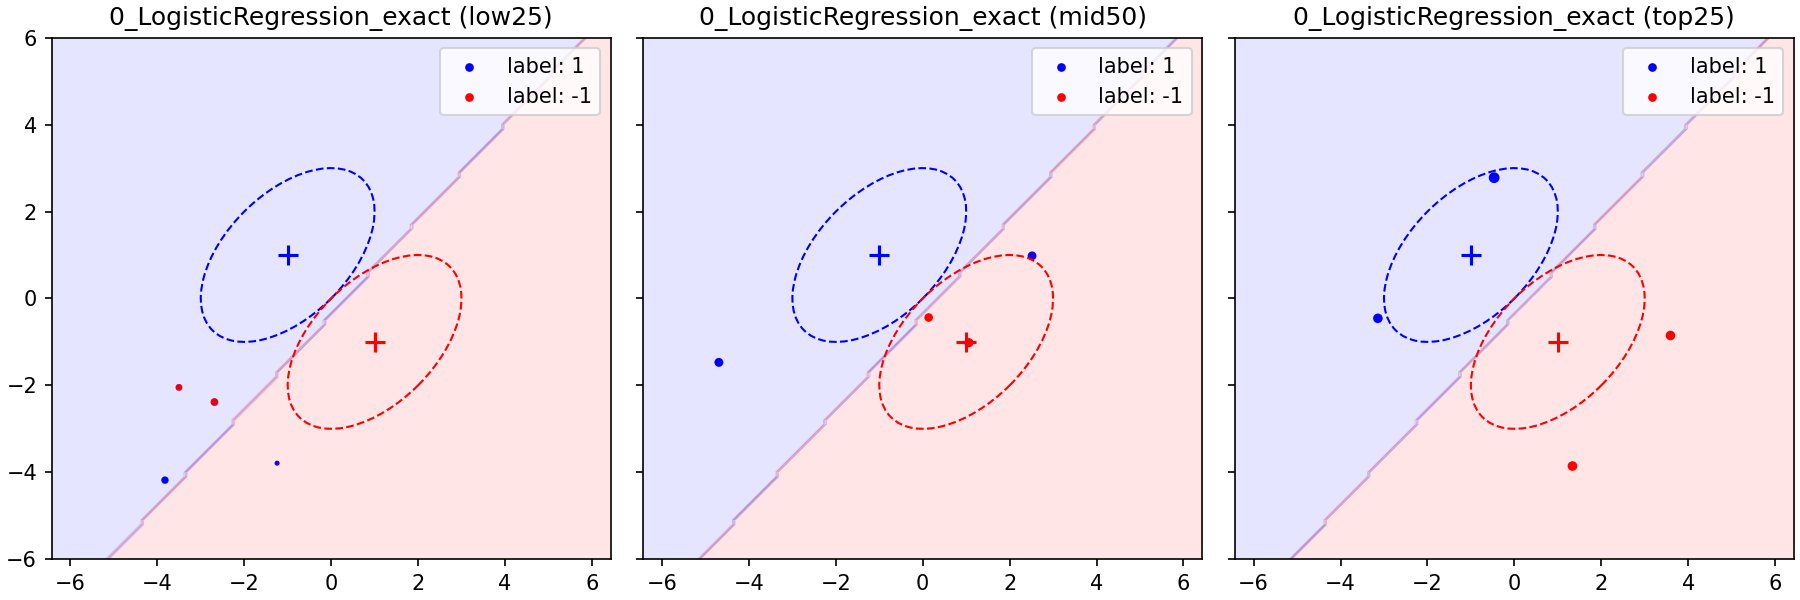 0_LogisticRegression_exact (low25)
label: 1
label: -1
6
4
2
0
−2
−4
−6
−6 −4 −2 0 2 4 6
0_LogisticRegression_exact (mid50)
label: 1
label: -1
−6 −4 −2 0 2 4 6
0_LogisticRegression_exact (top25)
label: 1
label: -1
−6 −4 −2 0 2 4 6